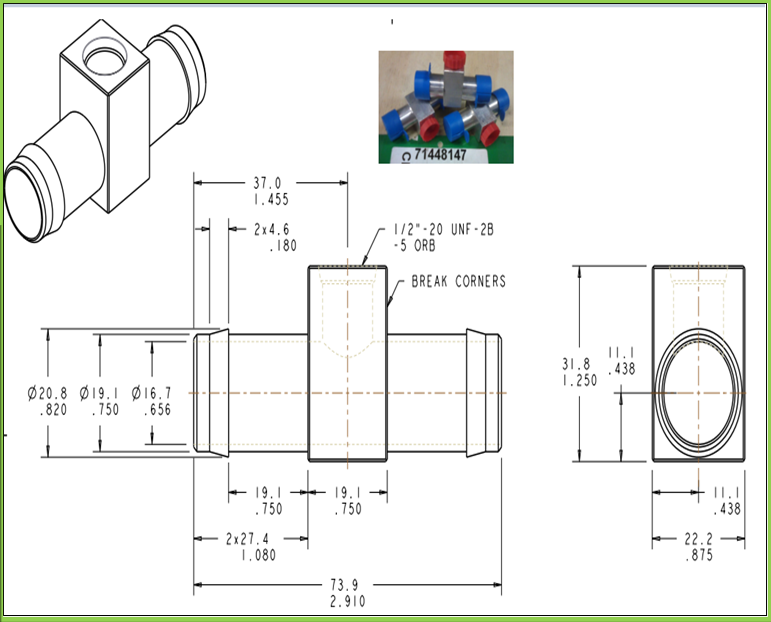 71448147
37.0
1.455
2x4.6
.180
1/2"-20 UNF-2B
-5 ORB
BREAK CORNERS
Ø20.8
.820
Ø19.1
.750
Ø16.7
.656
31.8
1.250
11.1
.438
19.1
.750
19.1
.750
11.1
.438
2x27.4
1.080
22.2
.875
73.9
2.910